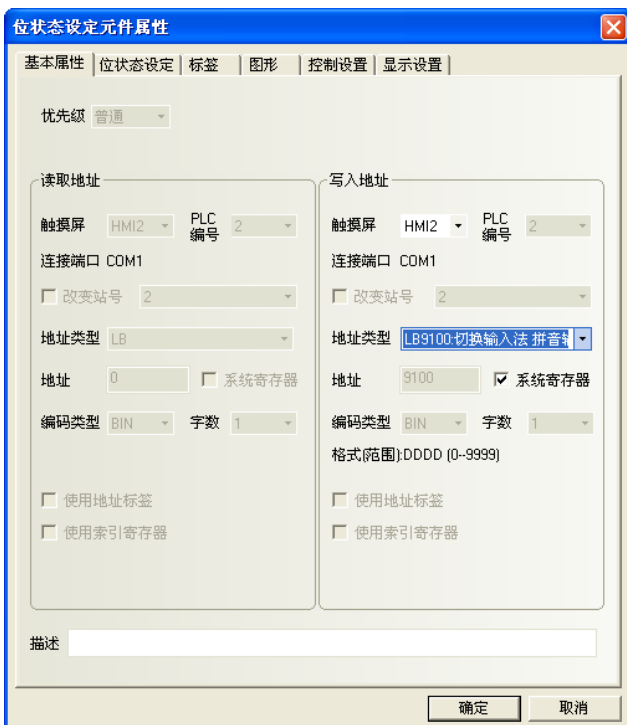 位状态设定元件属性
基本属性 位状态设定 标签 图形 控制设置 显示设置
优先级 普通
读取地址
触摸屏 HMI2 PLC编号 2
连接端口 COM1
改变站号 2
地址类型 LB
地址 0 系统寄存器
编码类型 BIN 字数 1
使用地址标签
使用索引寄存器
写入地址
触摸屏 HMI2 PLC编号 2
连接端口 COM1
改变站号 2
地址类型 LB9100:切换输入法 拼音
地址 9100 系统寄存器
编码类型 BIN 字数 1
格式(范围):DDDD (0--9999)
使用地址标签
使用索引寄存器
描述
确定 取消